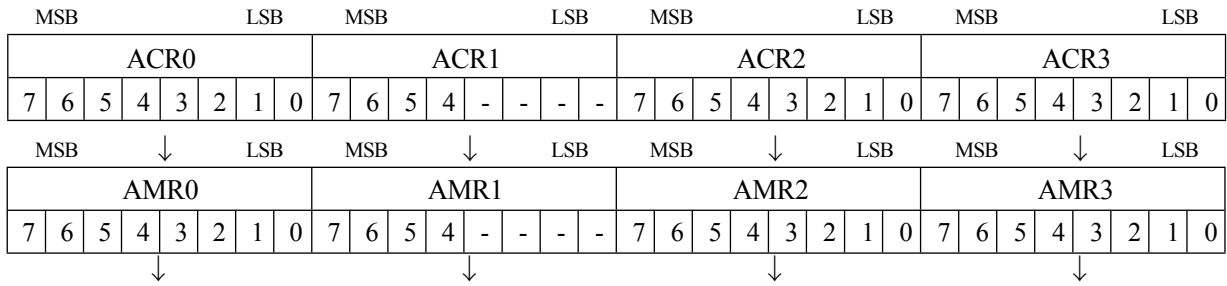 MSB LSB MSB LSB MSB LSB MSB LSB
ACR0 ACR1 ACR2 ACR3
7 6 5 4 3 2 1 0 7 6 5 4 - - - - 7 6 5 4 3 2 1 0 7 6 5 4 3 2 1 0
↓ ↓ ↓ ↓
MSB LSB MSB LSB MSB LSB MSB LSB
AMR0 AMR1 AMR2 AMR3
7 6 5 4 3 2 1 0 7 6 5 4 - - - - 7 6 5 4 3 2 1 0 7 6 5 4 3 2 1 0
↓ ↓ ↓ ↓